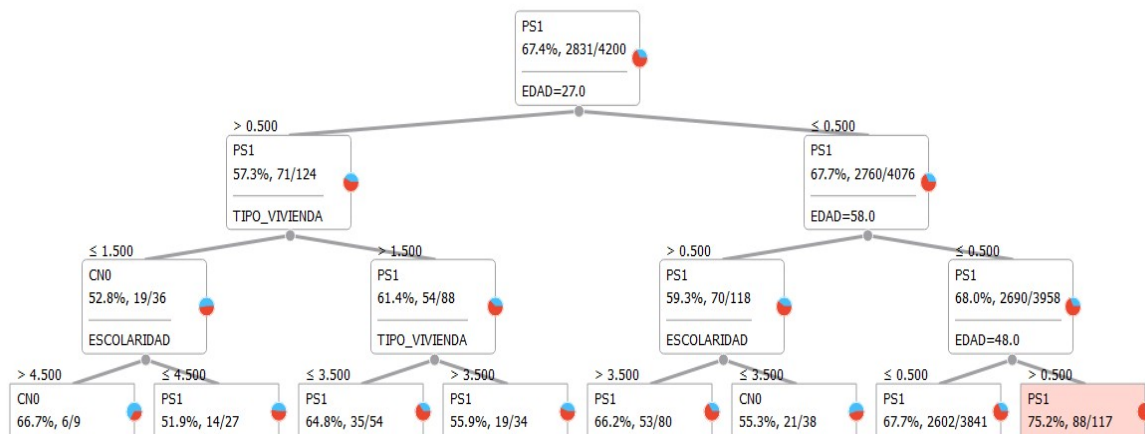 PS1
67.4%, 2831/4200
EDAD=27.0
> 0.500
≤ 0.500
PS1
57.3%, 71/124
TIPO_VIVIENDA
PS1
67.7%, 2760/4076
EDAD=58.0
≤ 1.500
> 1.500
> 0.500
≤ 0.500
CN0
52.8%, 19/36
ESCOLARIDAD
PS1
61.4%, 54/88
TIPO_VIVIENDA
PS1
59.3%, 70/118
ESCOLARIDAD
PS1
68.0%, 2690/3958
EDAD=48.0
> 4.500
≤ 4.500
≤ 3.500
> 3.500
> 3.500
≤ 3.500
≤ 0.500
> 0.500
CN0
66.7%, 6/9
PS1
51.9%, 14/27
PS1
64.8%, 35/54
PS1
55.9%, 19/34
PS1
66.2%, 53/80
CN0
55.3%, 21/38
PS1
67.7%, 2602/3841
PS1
75.2%, 88/117